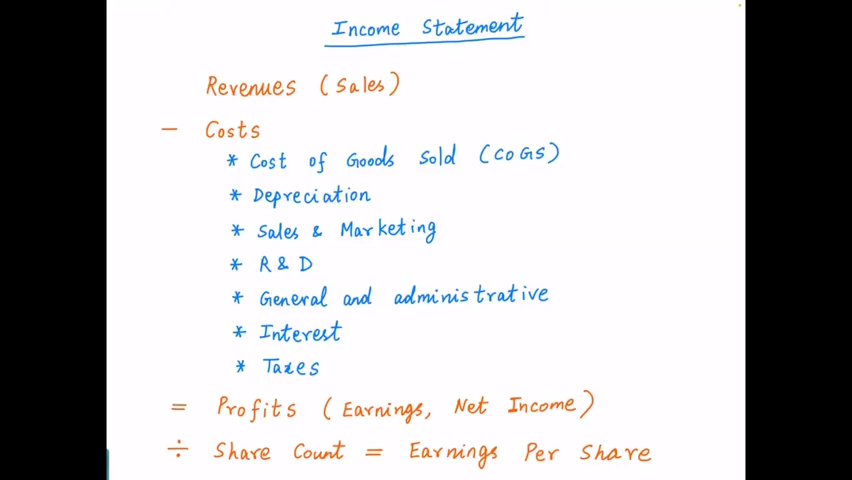 Income Statement
Revenues (Sales)
- Costs
* Cost of Goods Sold (COGS)
* Depreciation
* Sales & Marketing
* R & D
* General and administrative
* Interest
* Taxes
= Profits (Earnings, Net Income)
÷ Share Count = Earnings Per Share